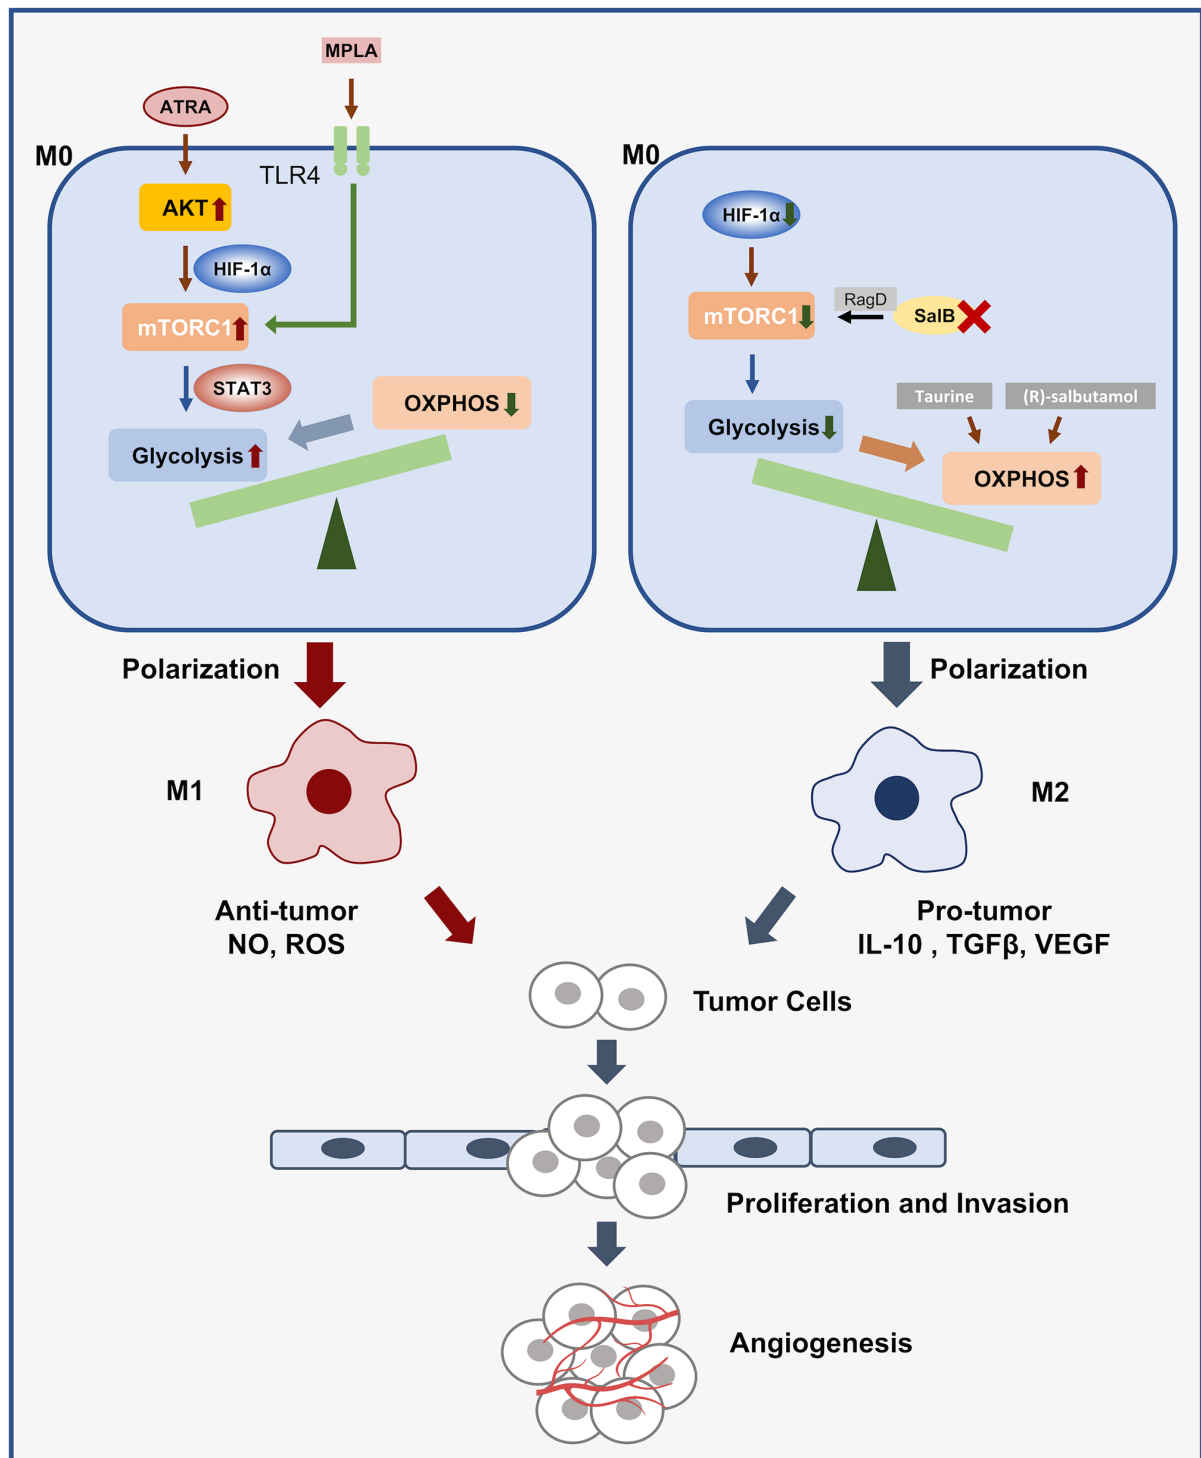 MPLA
ATRA
M0
TLR4
AKT
HIF-1α
mTORC1
STAT3
OXPHOS
Glycolysis
M0
HIF-1α
mTORC1
RagD
SalB
Taurine
(R)-salbutamol
Glycolysis
OXPHOS
Polarization
Polarization
M1
M2
Anti-tumor
NO, ROS
Pro-tumor
IL-10 , TGFβ, VEGF
Tumor Cells
Proliferation and Invasion
Angiogenesis